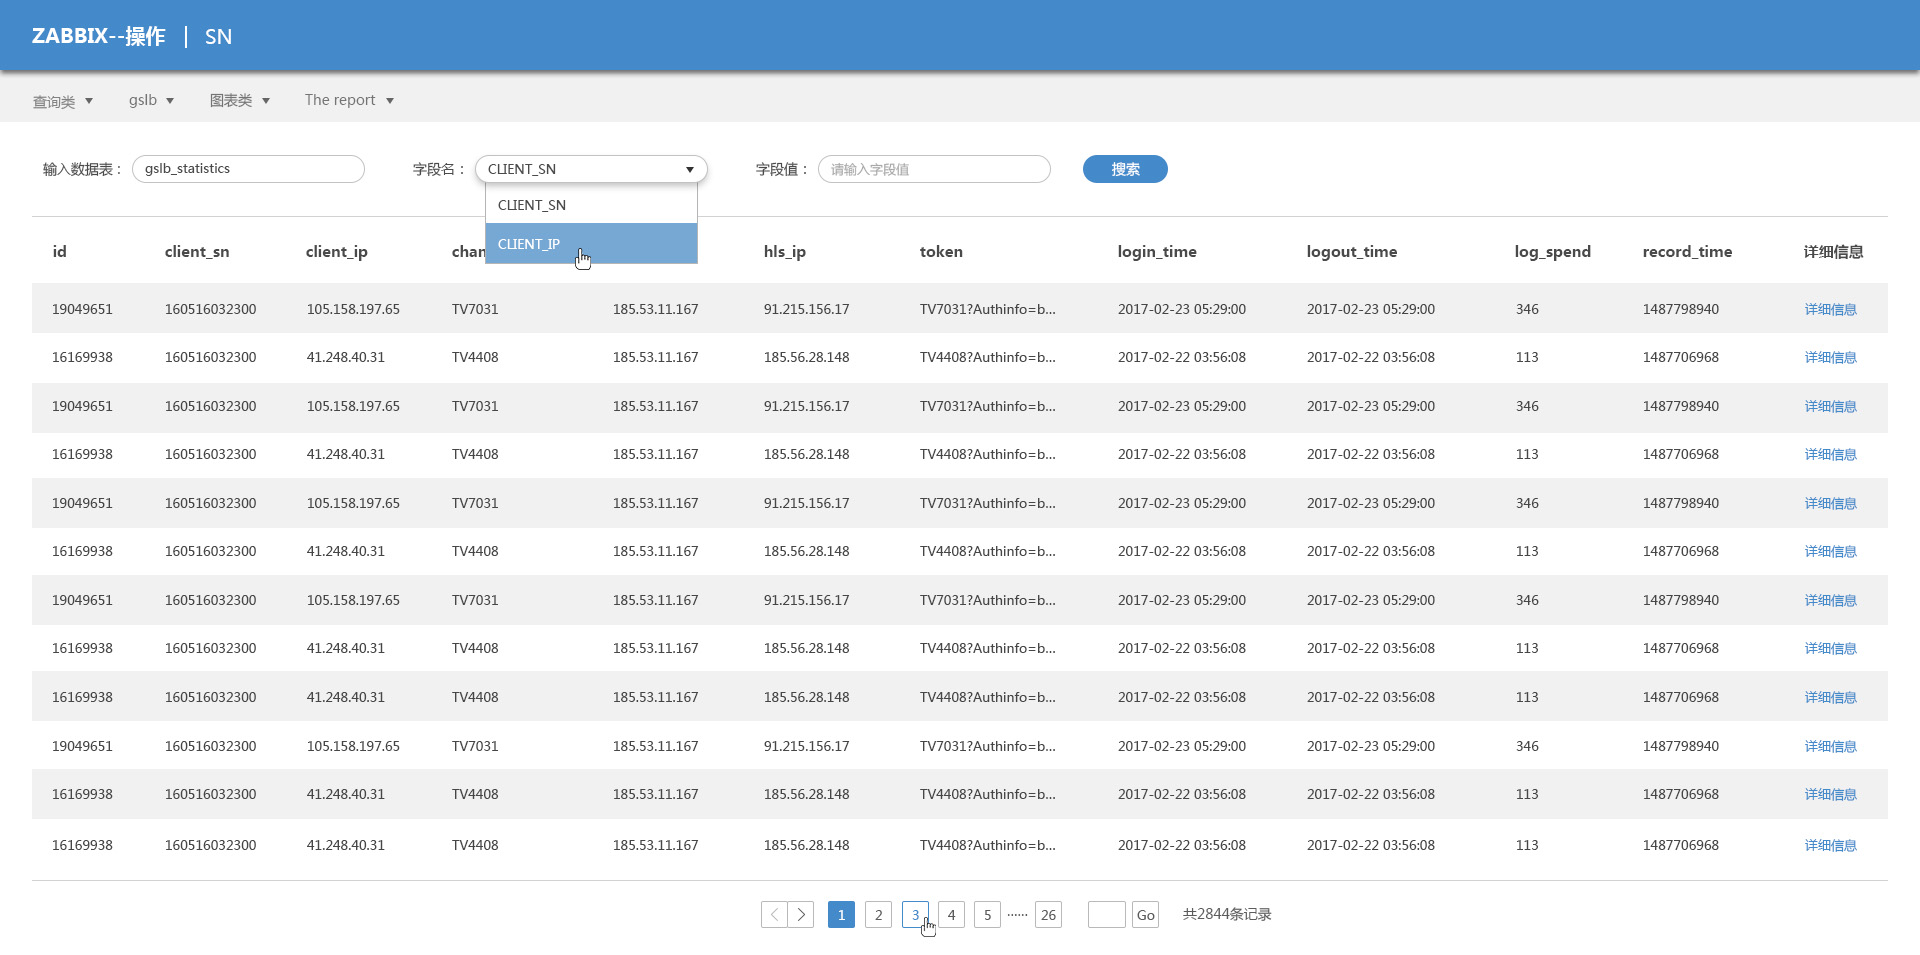 ZABBIX--操作 | SN
查询类 gslb 图表类 The report
输入数据表： gslb_statistics 字段名： CLIENT_SN 字段值： 请输入字段值 搜索
CLIENT_SN
CLIENT_IP
id client_sn client_ip chan hls_ip token login_time logout_time log_spend record_time 详细信息
19049651 160516032300 105.158.197.65 TV7031 185.53.11.167 91.215.156.17 TV7031?Authinfo=b... 2017-02-23 05:29:00 2017-02-23 05:29:00 346 1487798940 详细信息
16169938 160516032300 41.248.40.31 TV4408 185.53.11.167 185.56.28.148 TV4408?Authinfo=b... 2017-02-22 03:56:08 2017-02-22 03:56:08 113 1487706968 详细信息
19049651 160516032300 105.158.197.65 TV7031 185.53.11.167 91.215.156.17 TV7031?Authinfo=b... 2017-02-23 05:29:00 2017-02-23 05:29:00 346 1487798940 详细信息
16169938 160516032300 41.248.40.31 TV4408 185.53.11.167 185.56.28.148 TV4408?Authinfo=b... 2017-02-22 03:56:08 2017-02-22 03:56:08 113 1487706968 详细信息
19049651 160516032300 105.158.197.65 TV7031 185.53.11.167 91.215.156.17 TV7031?Authinfo=b... 2017-02-23 05:29:00 2017-02-23 05:29:00 346 1487798940 详细信息
16169938 160516032300 41.248.40.31 TV4408 185.53.11.167 185.56.28.148 TV4408?Authinfo=b... 2017-02-22 03:56:08 2017-02-22 03:56:08 113 1487706968 详细信息
19049651 160516032300 105.158.197.65 TV7031 185.53.11.167 91.215.156.17 TV7031?Authinfo=b... 2017-02-23 05:29:00 2017-02-23 05:29:00 346 1487798940 详细信息
16169938 160516032300 41.248.40.31 TV4408 185.53.11.167 185.56.28.148 TV4408?Authinfo=b... 2017-02-22 03:56:08 2017-02-22 03:56:08 113 1487706968 详细信息
16169938 160516032300 41.248.40.31 TV4408 185.53.11.167 185.56.28.148 TV4408?Authinfo=b... 2017-02-22 03:56:08 2017-02-22 03:56:08 113 1487706968 详细信息
19049651 160516032300 105.158.197.65 TV7031 185.53.11.167 91.215.156.17 TV7031?Authinfo=b... 2017-02-23 05:29:00 2017-02-23 05:29:00 346 1487798940 详细信息
16169938 160516032300 41.248.40.31 TV4408 185.53.11.167 185.56.28.148 TV4408?Authinfo=b... 2017-02-22 03:56:08 2017-02-22 03:56:08 113 1487706968 详细信息
16169938 160516032300 41.248.40.31 TV4408 185.53.11.167 185.56.28.148 TV4408?Authinfo=b... 2017-02-22 03:56:08 2017-02-22 03:56:08 113 1487706968 详细信息
< > 1 2 3 4 5 ······ 26 Go 共2844条记录